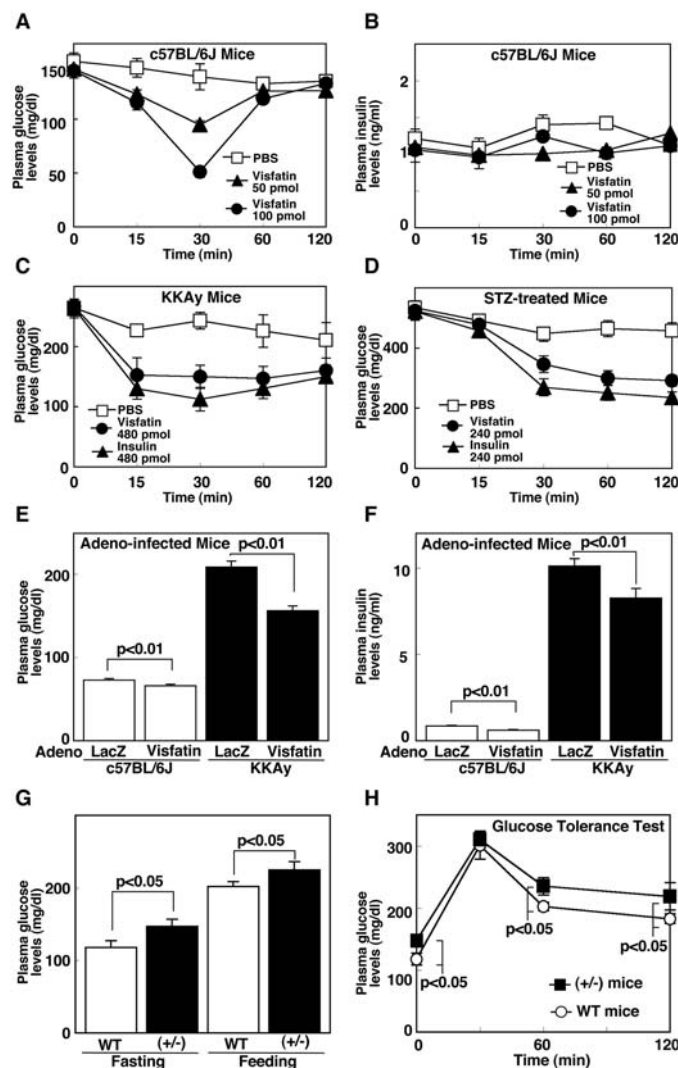 A
c57BL/6J Mice
Plasma glucose
levels (mg/dl)
150
100
50
0
PBS
Visfatin
50 pmol
Visfatin
100 pmol
0 15 30 60 120
Time (min)
B
c57BL/6J Mice
Plasma insulin
levels (ng/ml)
2
1
0
PBS
Visfatin
50 pmol
Visfatin
100 pmol
0 15 30 60 120
Time (min)
C
KKAy Mice
Plasma glucose
levels (mg/dl)
200
100
0
PBS
Visfatin
480 pmol
Insulin
480 pmol
0 15 30 60 120
Time (min)
D
STZ-treated Mice
Plasma glucose
levels (mg/dl)
400
200
0
PBS
Visfatin
240 pmol
Insulin
240 pmol
0 15 30 60 120
Time (min)
E
Adeno-infected Mice
Plasma glucose
levels (mg/dl)
200
100
0
p<0.01
p<0.01
Adeno LacZ Visfatin LacZ Visfatin
c57BL/6J KKAy
F
Adeno-infected Mice
Plasma insulin
levels (ng/ml)
10
5
0
p<0.01
p<0.01
Adeno LacZ Visfatin LacZ Visfatin
c57BL/6J KKAy
G
Plasma glucose
levels (mg/dl)
200
100
0
p<0.05
p<0.05
WT (+/-) WT (+/-)
Fasting Feeding
H
Glucose Tolerance Test
Plasma glucose
levels (mg/dl)
300
200
100
0
p<0.05
p<0.05
p<0.05
(+/-) mice
WT mice
0 30 60 120
Time (min)